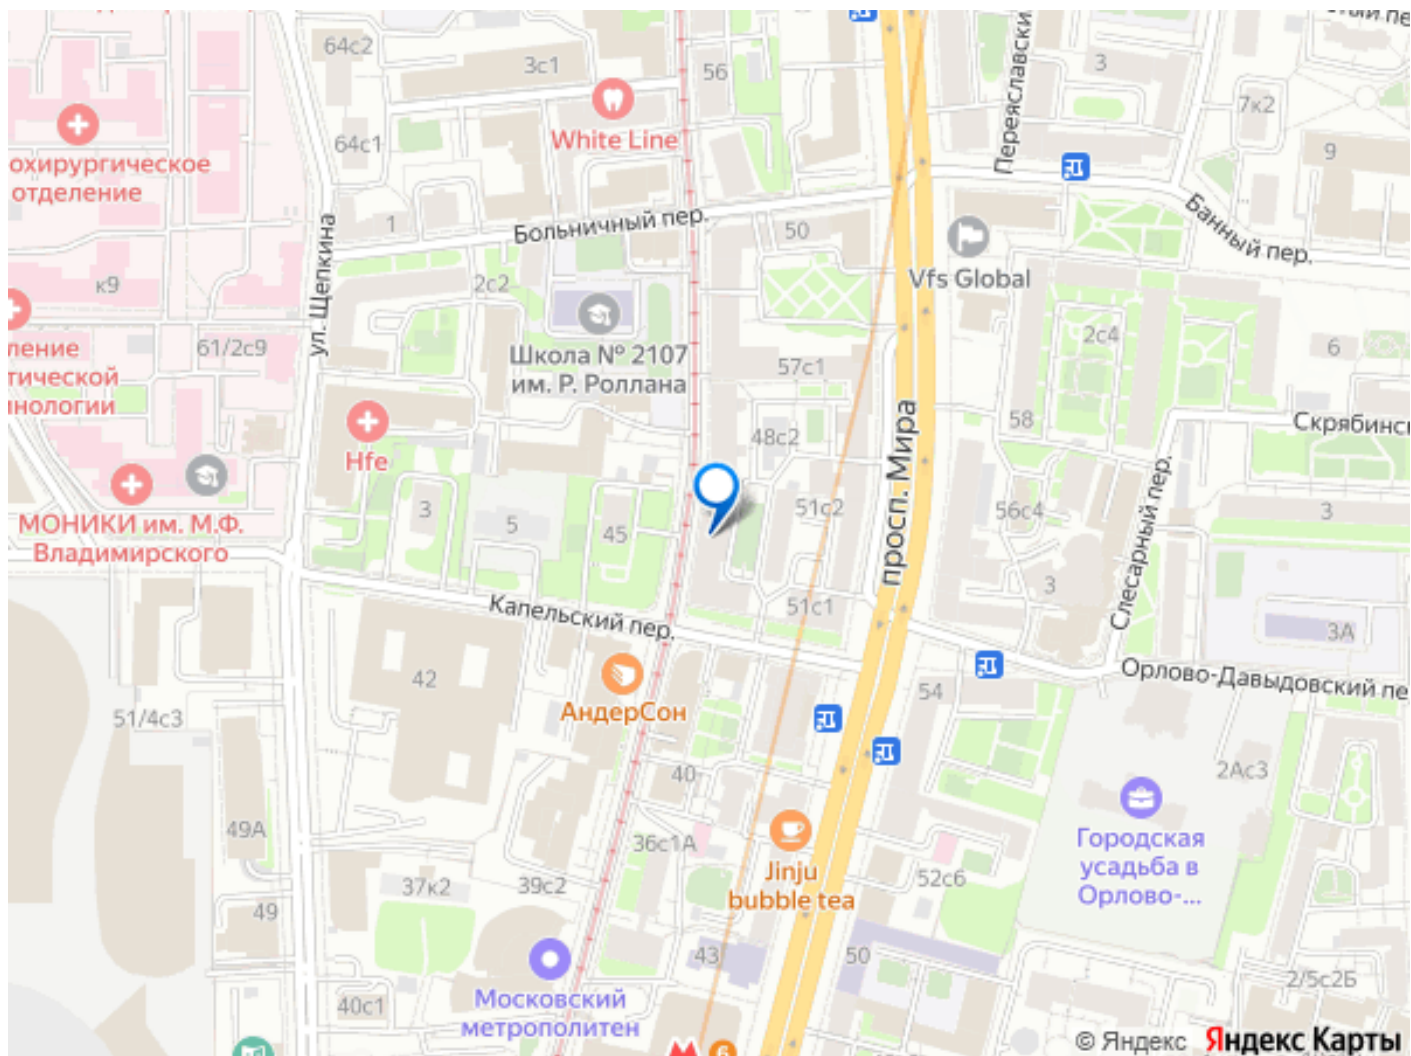 64с2
3с1
56
3
7к2
9
White Line
64с1
Переяславский
охирургическое
отделение
ул. Щепкина
1
Больничный пер.
50
Банный пер.
Vfs Global
к9
2с2
61/2с9
Школа № 2107
им. Р. Роллана
57с1
2с4
6
ление
тической
инологии
просп. Мира
58
Скрябинс
48с2
Hfe
МОНИКИ им. М.Ф.
Владимирского
3
5
45
51с2
56с4
Слесарный пер.
3
3
Капельский пер.
51с1
3А
Орлово-Давыдовский пе
42
АндерСон
54
51/4с3
40
2Ас3
49А
36с1А
Jinju
bubble tea
Городская
усадьба в
Орлово-...
37к2
39с2
52с6
49
43
50
Московский
метрополитен
40с1
2/5с2Б
6
© Яндекс Яндекс Карты